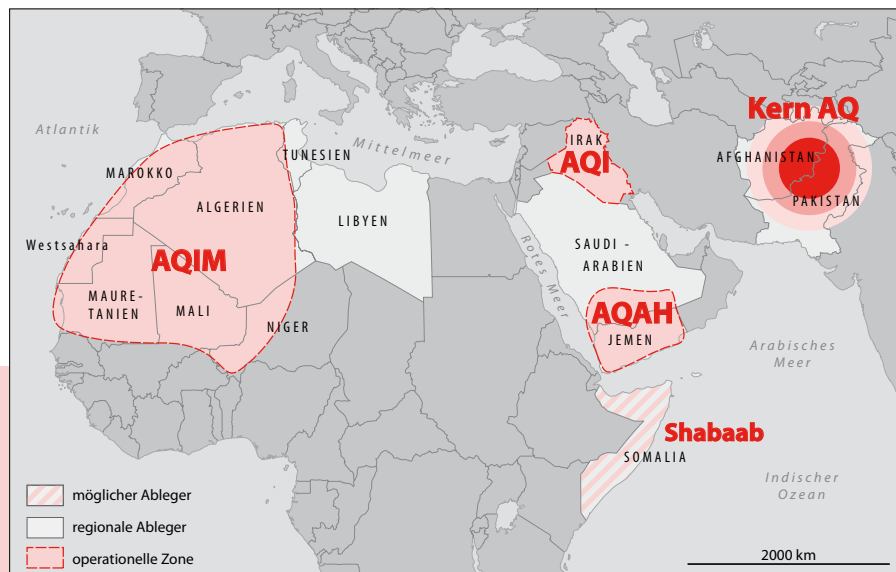 Kern AQ
Atlantik
Mittelmeer
TUNESIEN
IRAK
AQI
AFGHANISTAN
MAROKKO
PAKISTAN
ALGERIEN
LIBYEN
Westsahara
AQIM
SAUDI -
ARABIEN
Rotes Meer
MAURE-
TANIEN
MALI
NIGER
AQAH
JEMEN
Arabisches
Meer
Shabaab
SOMALIA
Indischer
Ozean
möglicher Ableger
regionale Ableger
operationelle Zone
2000 km